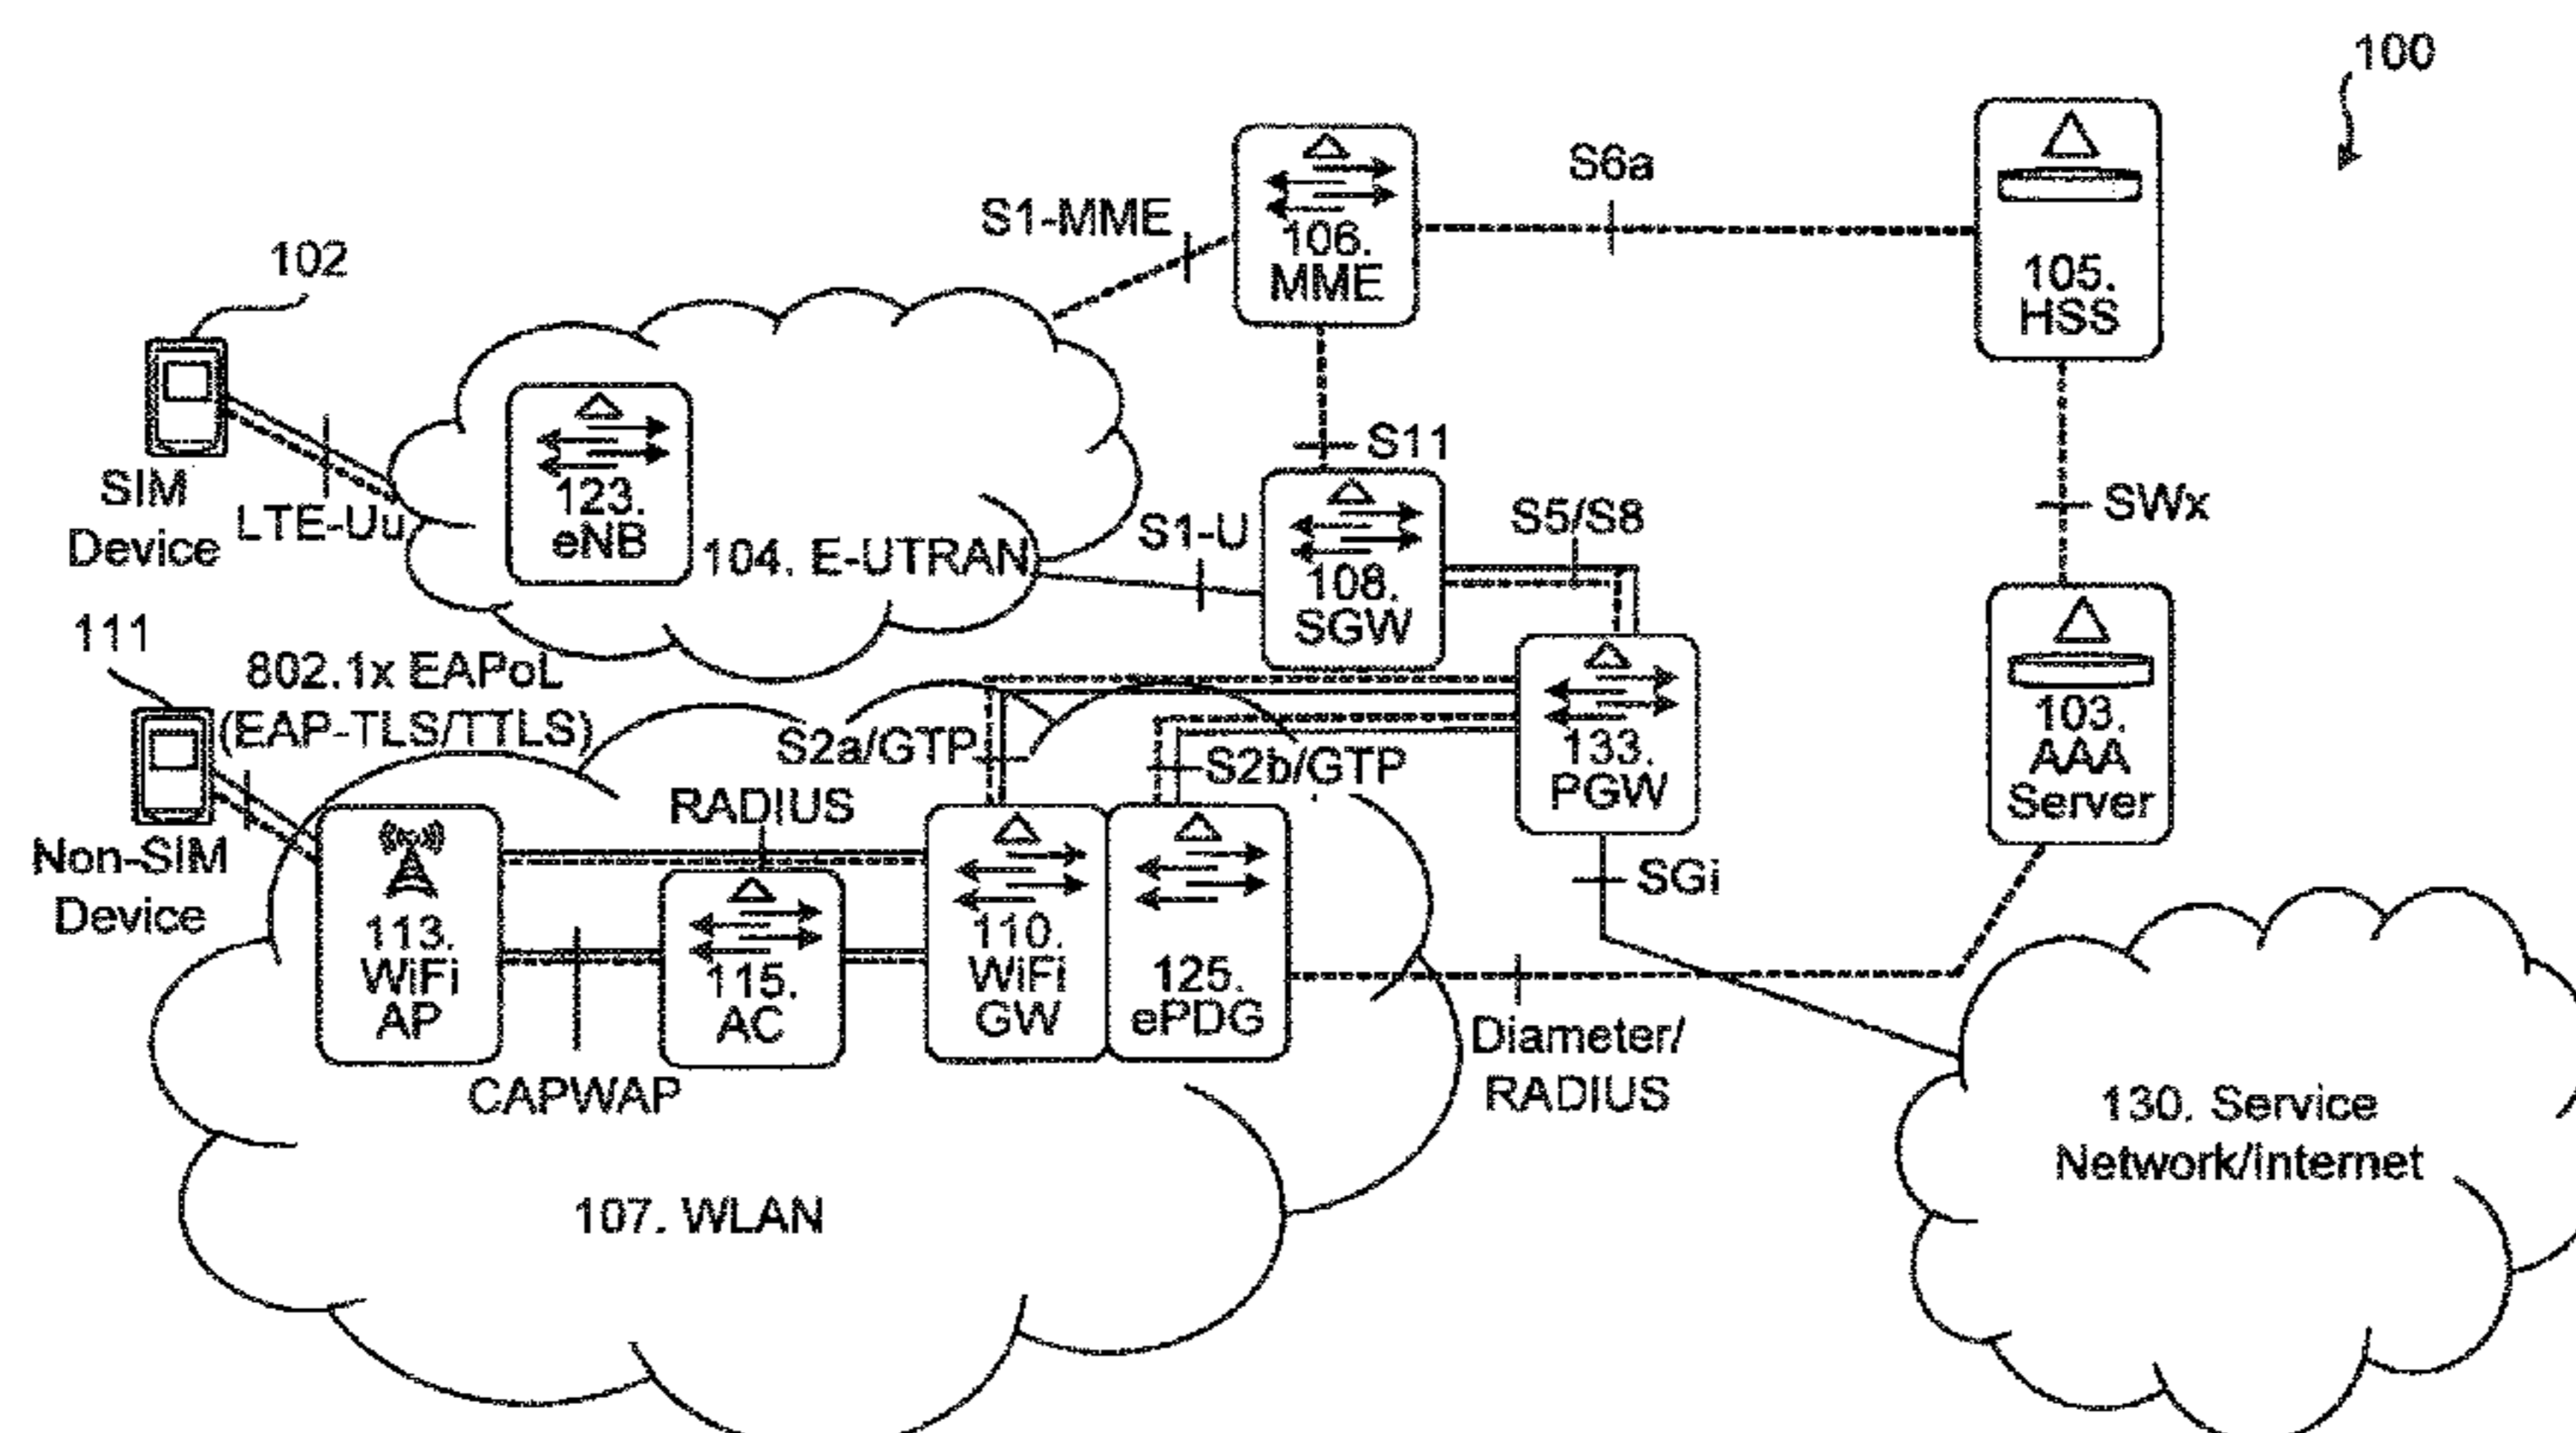 100
S6a
S1-MME
106.
MME
105.
HSS
102
SIM
Device
LTE-Uu
123.
eNB
104. E-UTRAN
S11
S1-U
108.
SGW
S5/S8
SWx
111
802.1x EAPoL
(EAP-TLS/TTLS)
Non-SIM
Device
S2a/GTP
S2b/GTP
133.
PGW
103.
AAA
Server
RADIUS
SGi
113.
WiFi
AP
115.
AC
110.
WiFi
GW
125.
ePDG
CAPWAP
Diameter/
RADIUS
107. WLAN
130. Service
Network/Internet